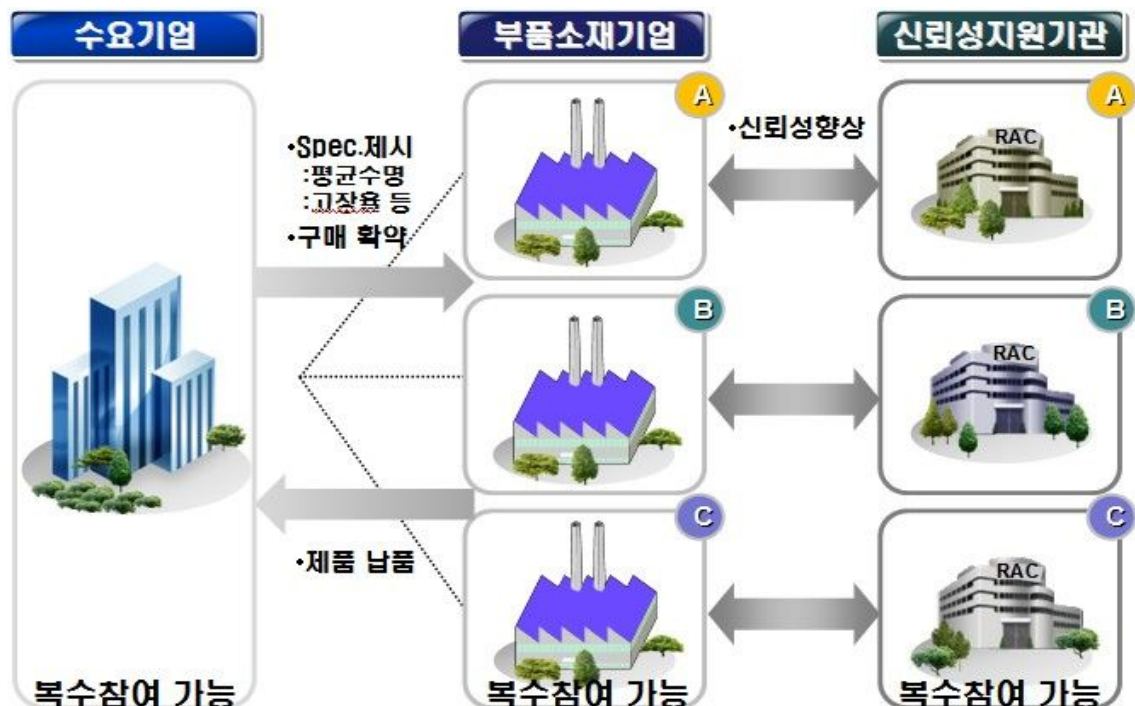 수요기업
부품소재기업
신뢰성지원기관
•Spec.제시
:평균수명
:고장율 등
•구매 확약
•제품 납품
•신뢰성향상
A
B
C
A
RAC
B
RAC
C
RAC
복수참여 가능
복수참여 가능
복수참여 가능